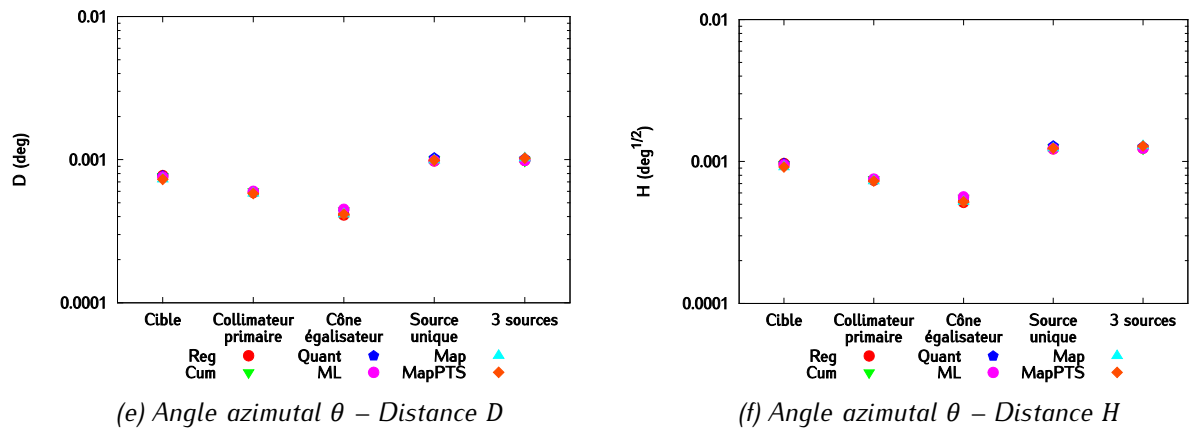 0.01
0.001
0.0001
D (deg)
Cible
Collimateur
primaire
Cône
égalisateur
Source
unique
3 sources
Reg
Quant
Map
Cum
ML
MapPTS
(e) Angle azimutal θ – Distance D
0.01
0.001
0.0001
H (deg^{1/2})
Cible
Collimateur
primaire
Cône
égalisateur
Source
unique
3 sources
Reg
Quant
Map
Cum
ML
MapPTS
(f) Angle azimutal θ – Distance H